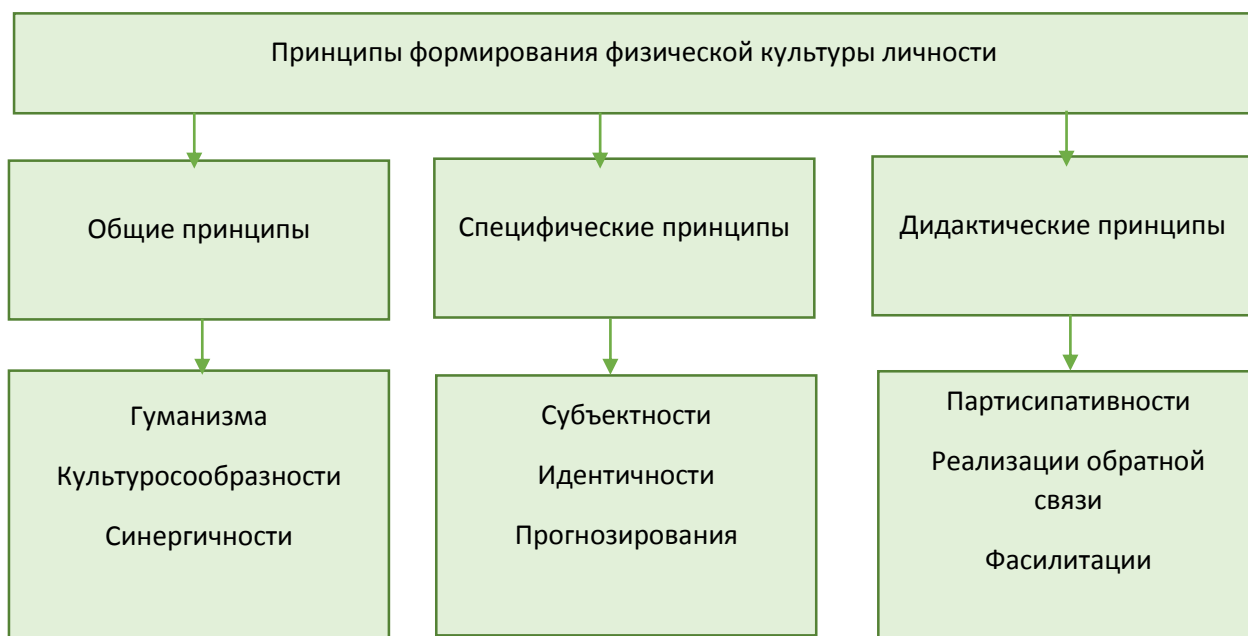 Принципы формирования физической культуры личности
Общие принципы
Специфические принципы
Дидактические принципы
Гуманизма
Культуросообразности
Синергичности
Субъектности
Идентичности
Прогнозирования
Партисипативности
Реализации обратной
связи
Фасилитации